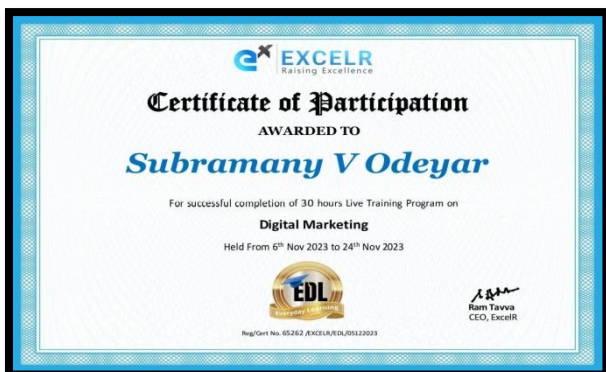 ex EXCELR
Raising Excellence
Certificate of Participation
AWARDED TO
Subramany V Odeyar
For successful completion of 30 hours Live Training Program on
Digital Marketing
Held From 6th Nov 2023 to 24th Nov 2023
EDL
Everyday Learning
Ram Tavva
CEO, ExcelR
Reg/Cert No. 65262 /EXCELR/EDL/05122023